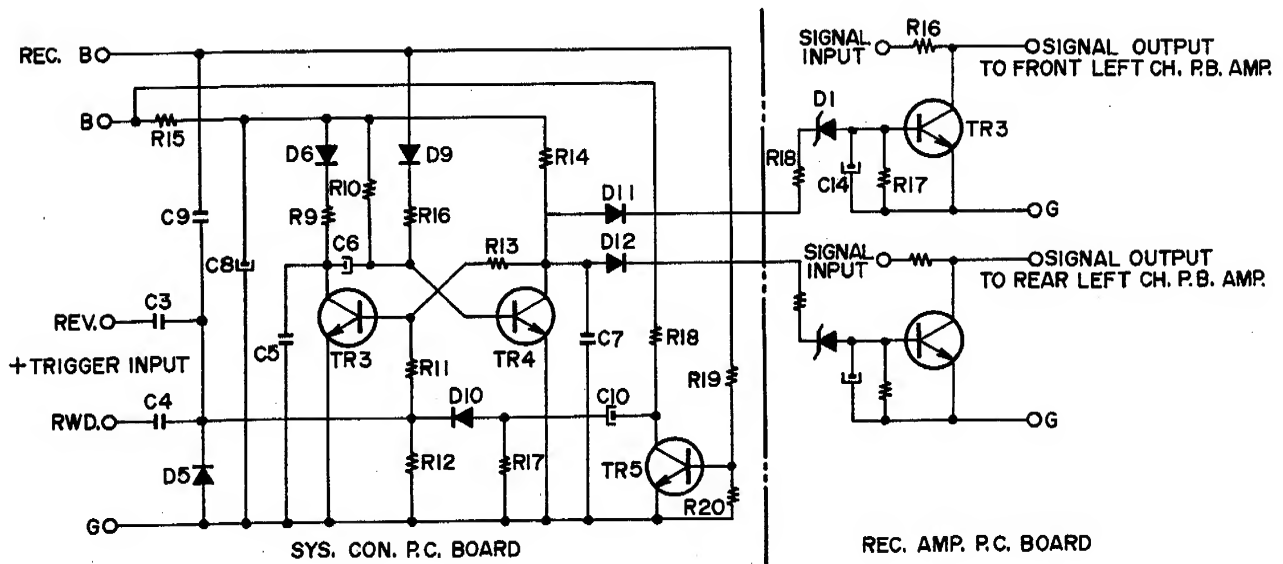 REC. B
B
R15
D6
R10
D9
R14
R9
R16
C9
C8
C6
R13
D11
D12
C3
REV.
+TRIGGER INPUT
C5
TR3
TR4
C7
R18
R19
R11
C4
RWD.
D10
C10
D5
R12
R17
TR5
R20
G
SYS. CON. P.C. BOARD
SIGNAL
INPUT
R16
SIGNAL OUTPUT
TO FRONT LEFT CH. P.B. AMP.
D1
TR3
R18
C14
R17
G
SIGNAL
INPUT
SIGNAL OUTPUT
TO REAR LEFT CH. P.B. AMP.
G
REC. AMP. P.C. BOARD